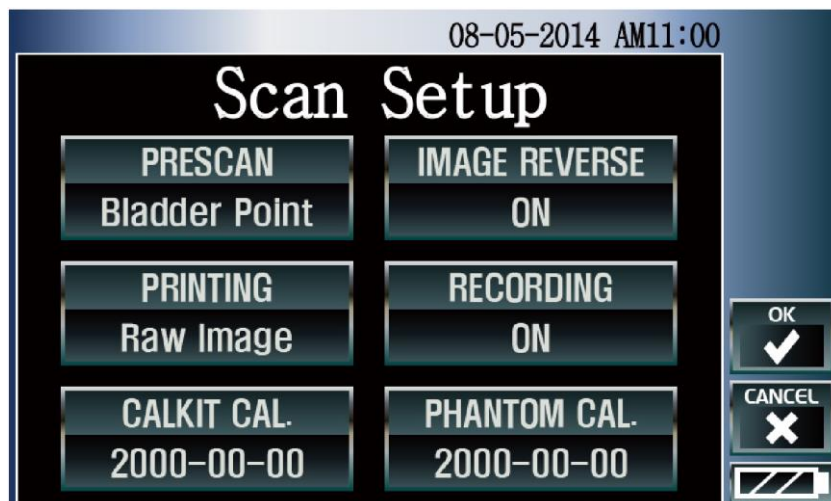 08-05-2014 AM11:00
Scan Setup
PRESCAN
Bladder Point
IMAGE REVERSE
ON
PRINTING
Raw Image
RECORDING
ON
CALKIT CAL.
2000-00-00
PHANTOM CAL.
2000-00-00
OK
CANCEL